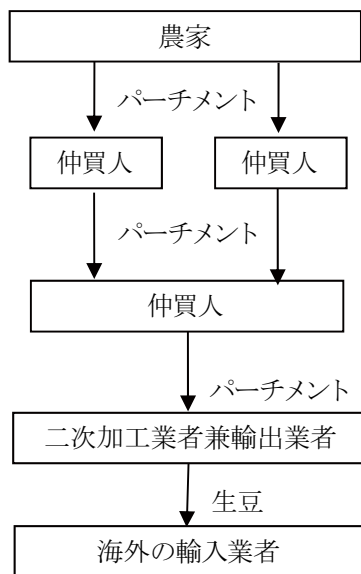 農家
パーチメント
仲買人
仲買人
パーチメント
仲買人
パーチメント
二次加工業者兼輸出業者
生豆
海外の輸入業者